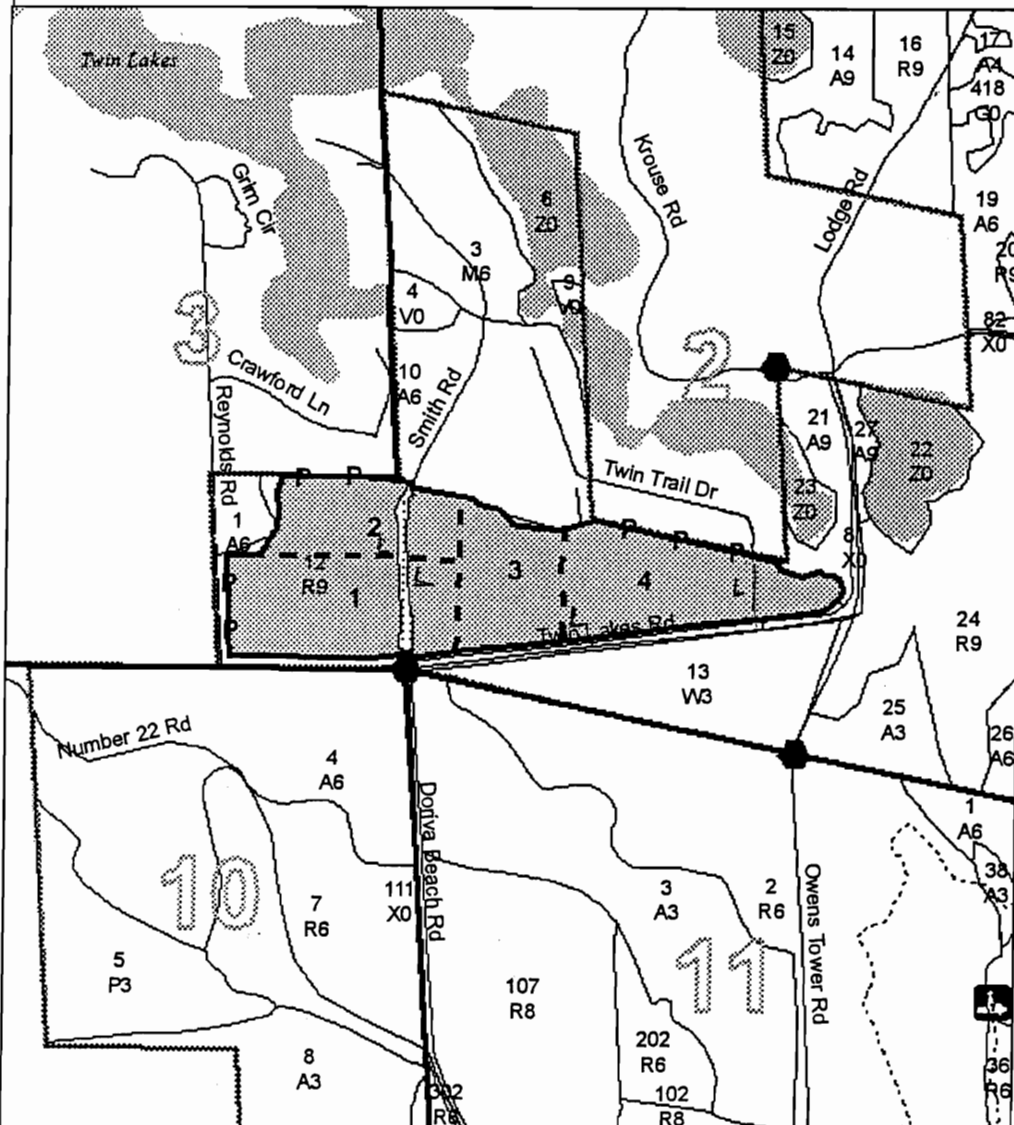 Twin Lakes
15
Z0
14
A9
16
R9
17
A4
418
G0
Grim Cir
Krouse Rd
Lodge Rd
6
Z0
19
A6
20
R9
3
M6
4
V0
9
V0
82
X0
3
2
Crawford Ln
10
A6
Smith Rd
Reynolds Rd
21
A9
27
A9
22
Z0
Twin Trail Dr
23
Z0
P
P
1
A6
2
P
P
P
8
X0
12
R9
1
L
3
4
L
P
P
L
Twin Lakes Rd
24
R9
13
W3
25
A3
26
A6
Number 22 Rd
4
A6
Doriva Beach Rd
1
A6
10
7
R6
111
X0
3
A3
2
R6
Owens Tower Rd
38
A3
11
5
P3
107
R8
202
R6
8
A3
302
R6
102
R8
36
R6